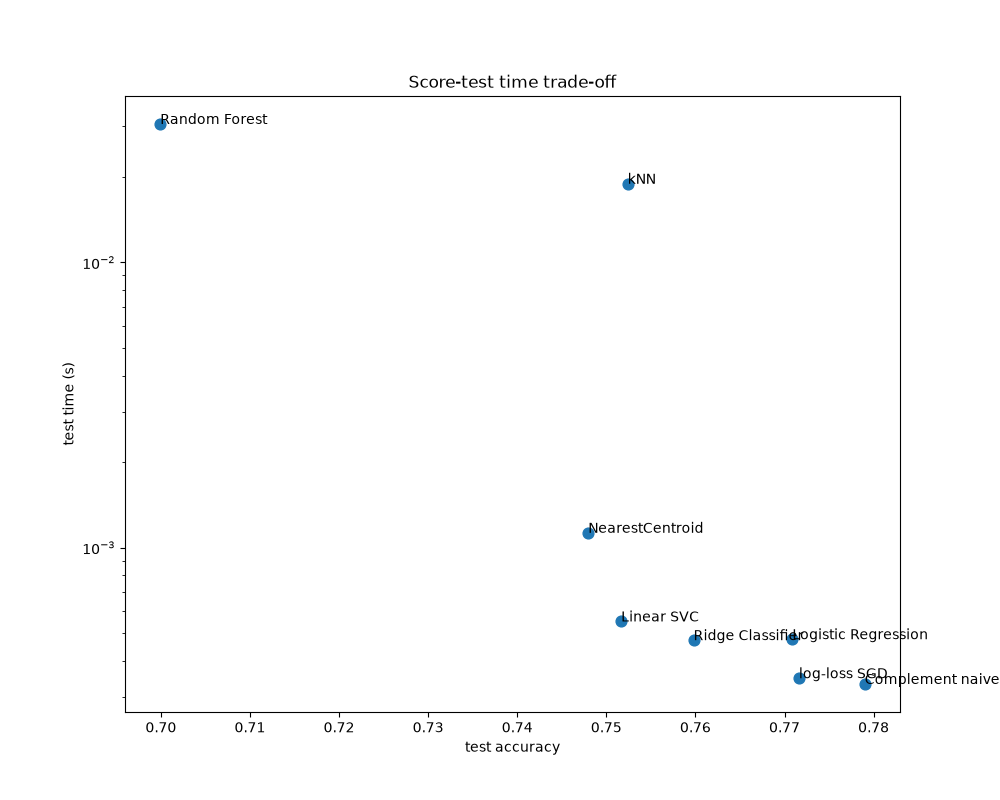 Score-test time trade-off
Random Forest
kNN
10⁻²
test time (s)
NearestCentroid
10⁻³
Linear SVC
Ridge Classifier
Logistic Regression
log-loss SGD
Complement naive
0.70 0.71 0.72 0.73 0.74 0.75 0.76 0.77 0.78
test accuracy